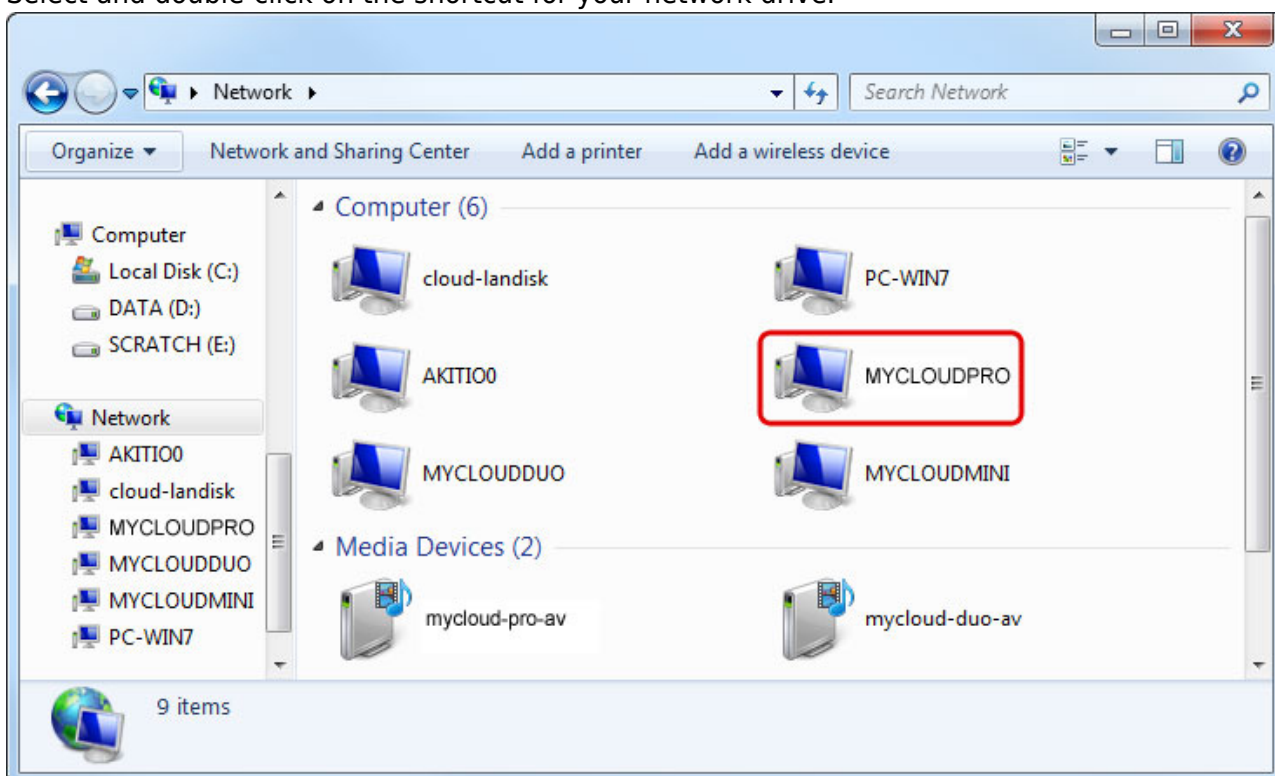 Select and double-click on the shortcut for your network drive.
Network
Search Network
Organize Network and Sharing Center Add a printer Add a wireless device
Computer
Local Disk (C:)
DATA (D:)
SCRATCH (E:)
Network
AKITIO0
cloud-landisk
MYCLOUDPRO
MYCLOUDDUO
MYCLOUDMINI
PC-WIN7
Computer (6)
cloud-landisk PC-WIN7
AKITIO0 MYCLOUDPRO
MYCLOUDDUO MYCLOUDMINI
Media Devices (2)
mycloud-pro-av mycloud-duo-av
9 items